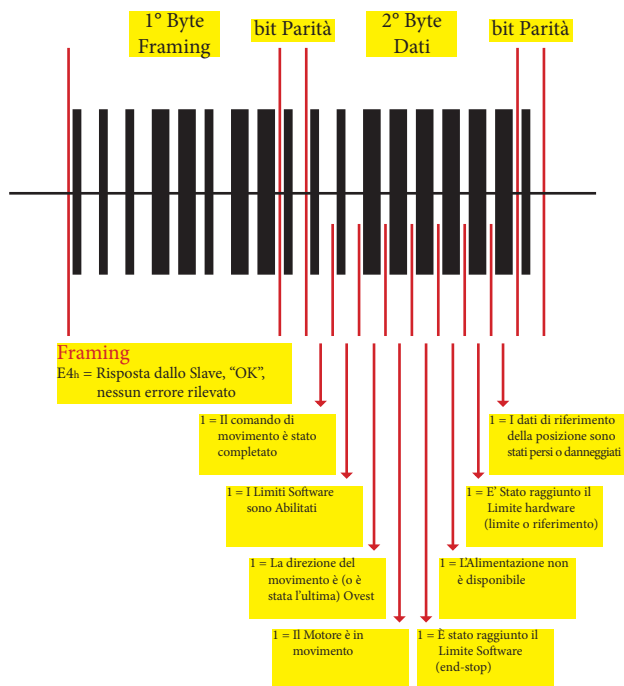 1° Byte
Framing
bit Parità
2° Byte
Dati
bit Parità
Framing
E4h = Risposta dallo Slave, “OK”,
nessun errore rilevato
1 = Il comando di
movimento è stato
completato
1 = I dati di riferimento
della posizione sono
stati persi o danneggiati
1 = I Limiti Software
sono Abilitati
1 = E' Stato raggiunto il
Limite hardware
(limite o riferimento)
1 = La direzione del
movimento è (o è
stata l'ultima) Ovest
1 = L'Alimentazione non
è disponibile
1 = Il Motore è in
movimento
1 = È stato raggiunto il
Limite Software
(end-stop)